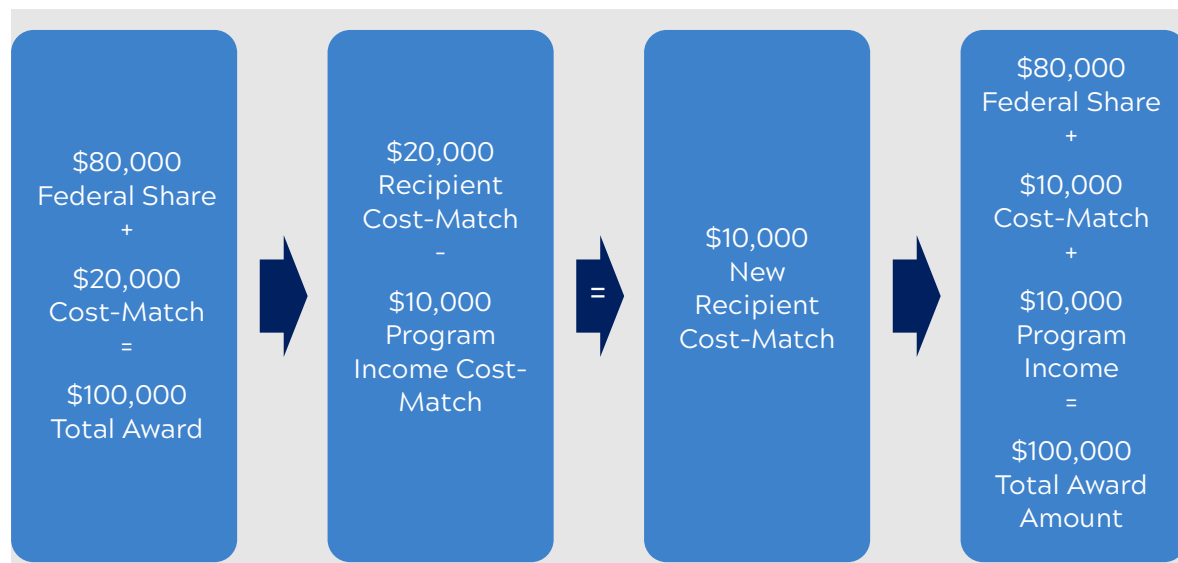 $80,000
Federal Share
+
$20,000
Cost-Match
=
$100,000
Total Award
$20,000
Recipient
Cost-Match
-
$10,000
Program
Income Cost-
Match
=
$10,000
New
Recipient
Cost-Match
$80,000
Federal Share
+
$10,000
Cost-Match
+
$10,000
Program
Income
=
$100,000
Total Award
Amount